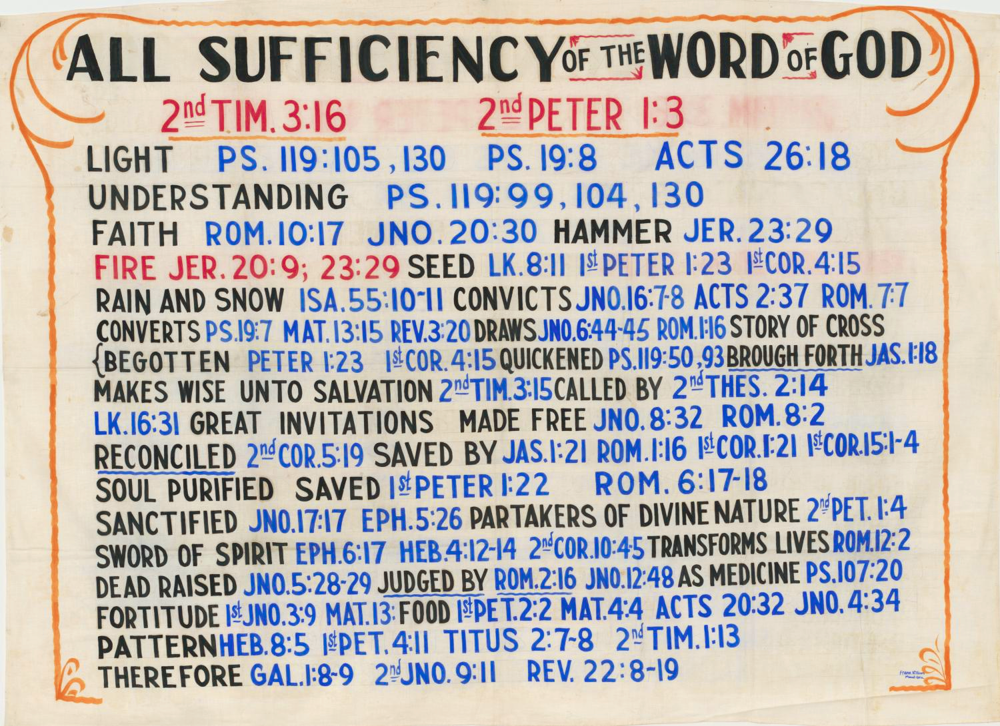 ALL SUFFICIENCY OF THE WORD OF GOD
2nd TIM. 3:16 2nd PETER 1:3
LIGHT PS. 119:105,130 PS. 19:8 ACTS 26:18
UNDERSTANDING PS. 119:99, 104, 130
FAITH ROM. 10:17 JNO. 20:30 HAMMER JER. 23:29
FIRE JER. 20:9; 23:29 SEED LK. 8:11 1st PETER 1:23 1st COR. 4:15
RAIN AND SNOW ISA. 55:10-11 CONVICTS JNO. 16:7-8 ACTS 2:37 ROM. 7:7
CONVERTS PS. 19:7 MAT. 13:15 REV. 3:20 DRAWS JNO. 6:44-45 ROM. 1:16 STORY OF CROSS
{BEGOTTEN PETER 1:23 1st COR. 4:15 QUICKENED PS. 119:50,93 BROUGH FORTH JAS. 1:18
MAKES WISE UNTO SALVATION 2nd TIM. 3:15 CALLED BY 2nd THES. 2:14
LK. 16:31 GREAT INVITATIONS MADE FREE JNO. 8:32 ROM. 8:2
RECONCILED 2nd COR. 5:19 SAVED BY JAS. 1:21 ROM. 1:16 1st COR. 1:21 1st COR. 15:1-4
SOUL PURIFIED SAVED 1st PETER 1:22 ROM. 6:17-18
SANCTIFIED JNO. 17:17 EPH. 5:26 PARTAKERS OF DIVINE NATURE 2nd PET. 1:4
SWORD OF SPIRIT EPH. 6:17 HEB. 4:12-14 2nd COR. 10:4-5 TRANSFORMS LIVES ROM. 12:2
DEAD RAISED JNO. 5:28-29 JUDGED BY ROM. 2:16 JNO. 12:48 AS MEDICINE PS. 107:20
FORTITUDE 1st JNO. 3:9 MAT. 13: FOOD 1st PET. 2:2 MAT. 4:4 ACTS 20:32 JNO. 4:34
PATTERN HEB. 8:5 1st PET. 4:11 TITUS 2:7-8 2nd TIM. 1:13
THEREFORE GAL. 1:8-9 2nd JNO. 9:11 REV. 22:8-19